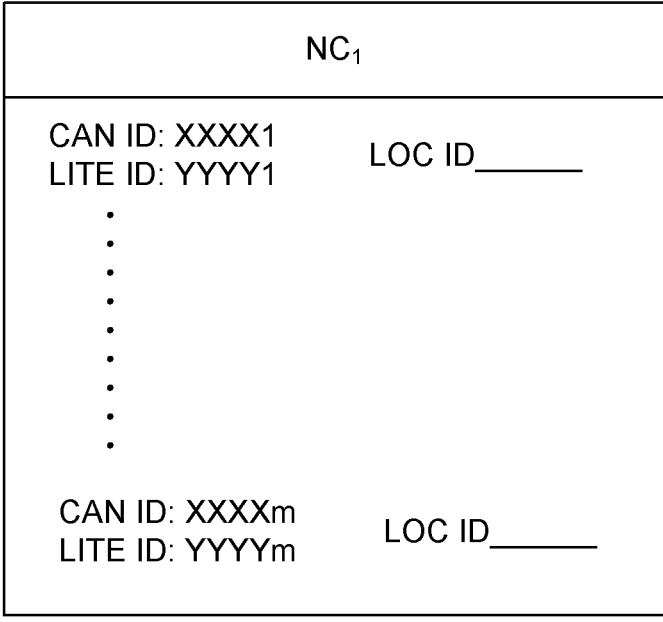 NC₁
CAN ID: XXXX1
LITE ID: YYYY1
LOC ID______
CAN ID: XXXXm
LITE ID: YYYYm
LOC ID______